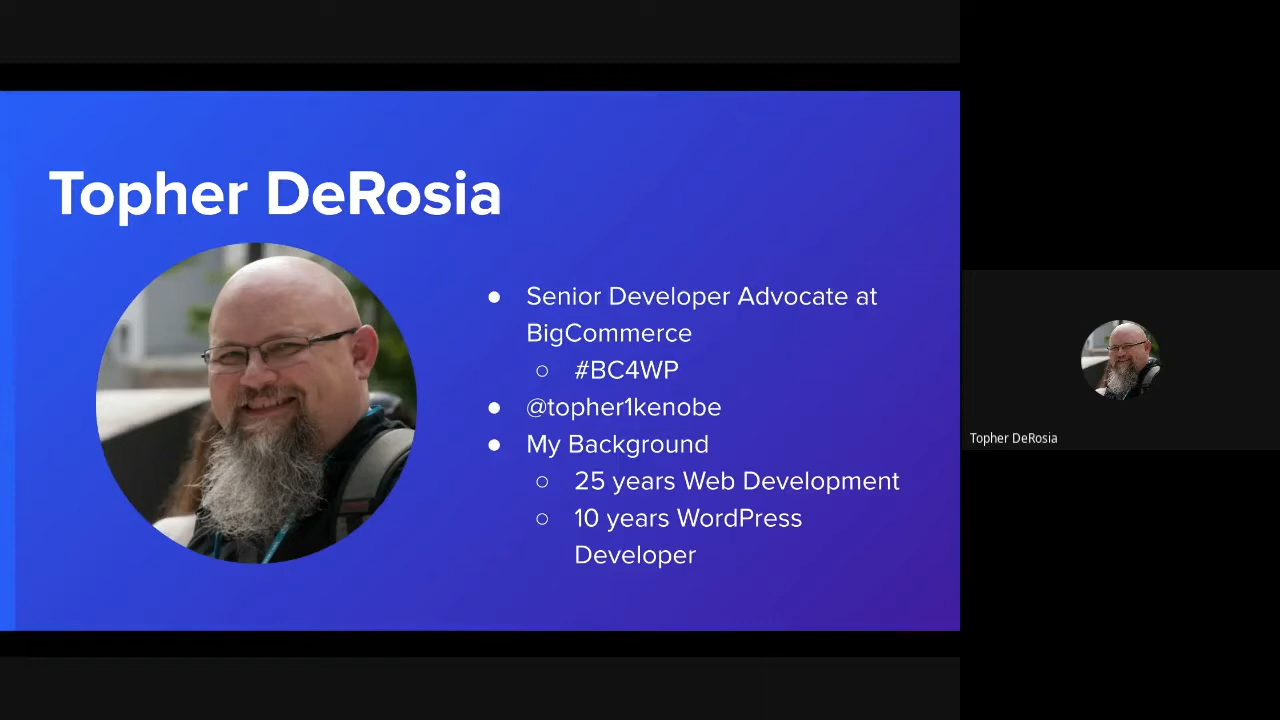 Topher DeRosia
Senior Developer Advocate at
BigCommerce
#BC4WP
@topher1kenobe
My Background
25 years Web Development
10 years WordPress
Developer
Topher DeRosia